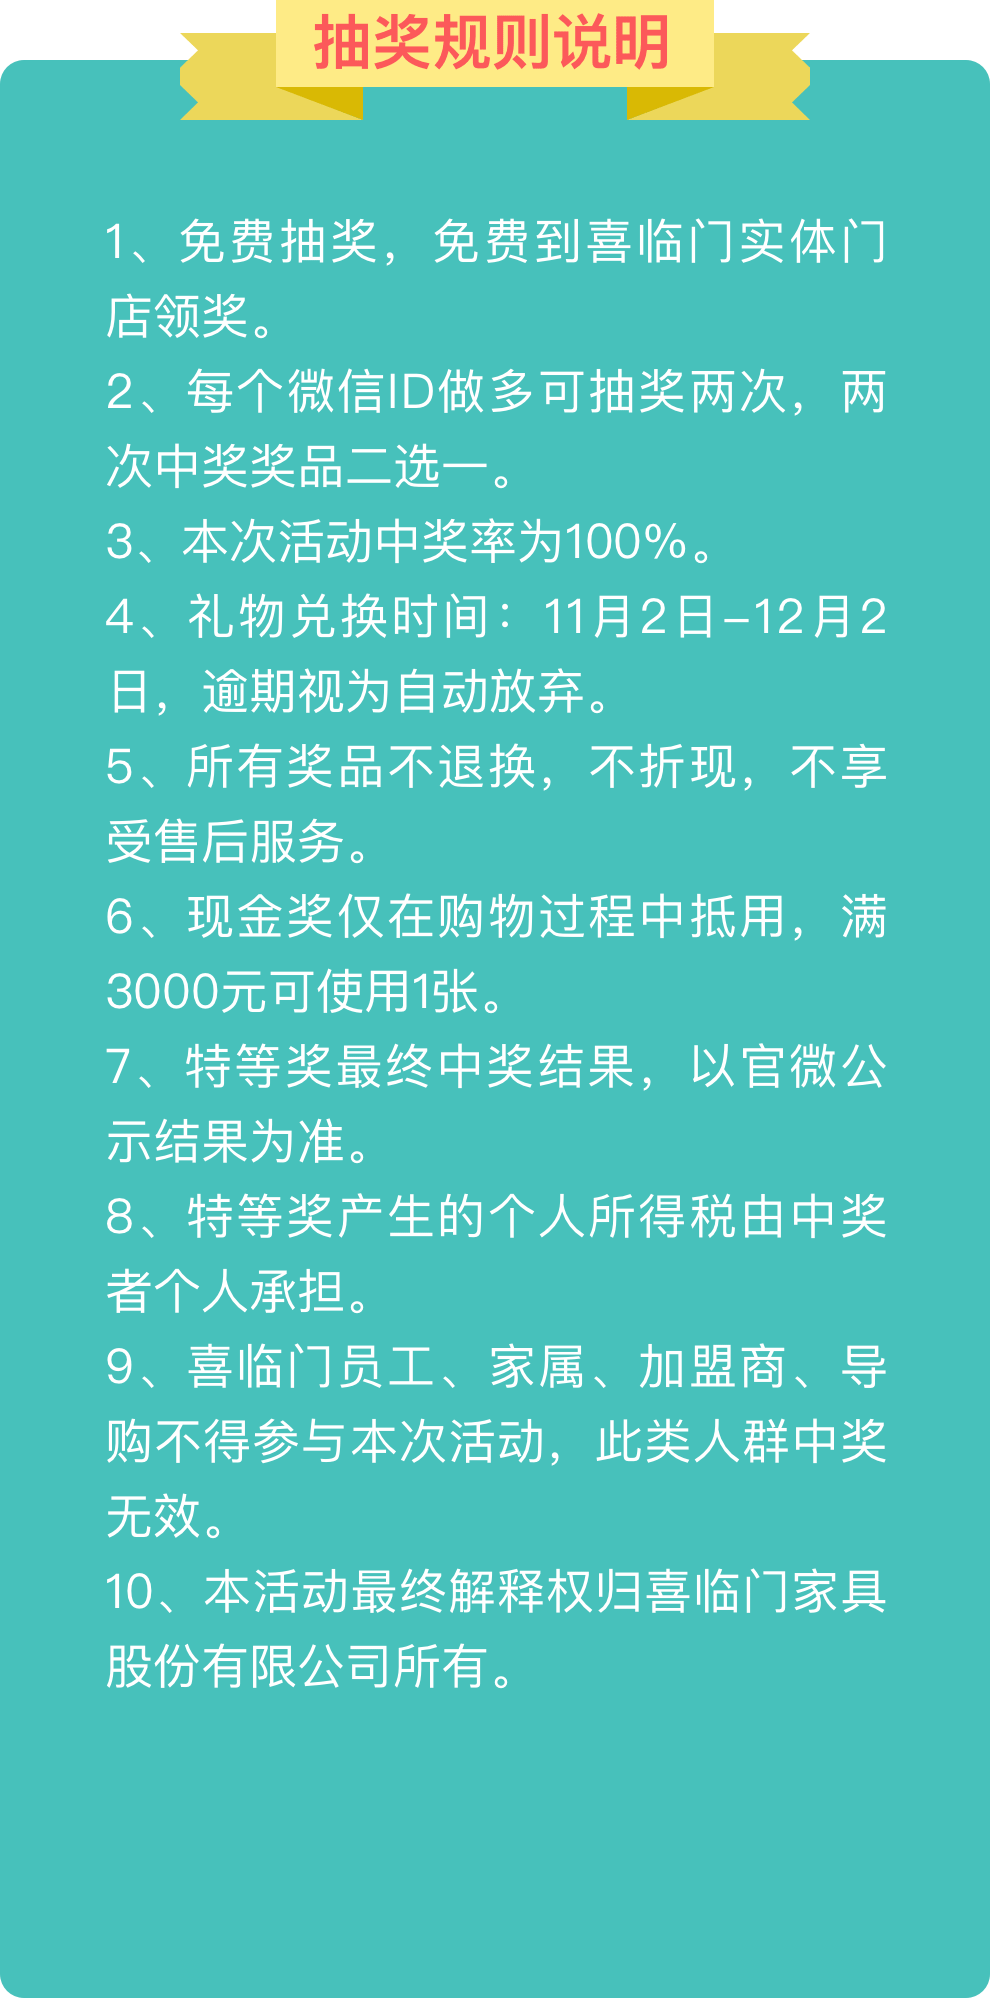 抽奖规则说明
1、免费抽奖，免费到喜临门实体门
店领奖。
2、每个微信ID做多可抽奖两次，两
次中奖奖品二选一。
3、本次活动中奖率为100%。
4、礼物兑换时间：11月2日-12月2
日，逾期视为自动放弃。
5、所有奖品不退换，不折现，不享
受售后服务。
6、现金奖仅在购物过程中抵用，满
3000元可使用1张。
7、特等奖最终中奖结果，以官微公
示结果为准。
8、特等奖产生的个人所得税由中奖
者个人承担。
9、喜临门员工、家属、加盟商、导
购不得参与本次活动，此类人群中奖
无效。
10、本活动最终解释权归喜临门家具
股份有限公司所有。